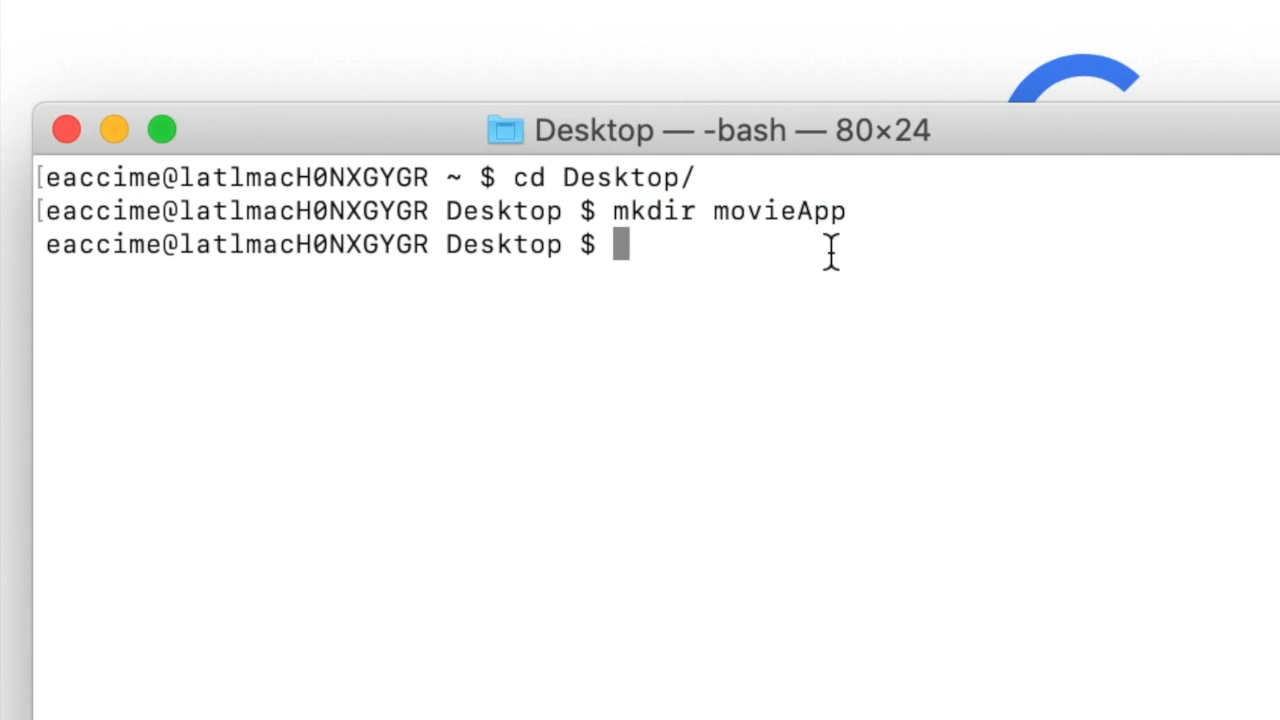 Desktop — -bash — 80×24
[eaccime@latlmacH0NXGYGR ~ $ cd Desktop/
[eaccime@latlmacH0NXGYGR Desktop $ mkdir movieApp
eaccime@latlmacH0NXGYGR Desktop $